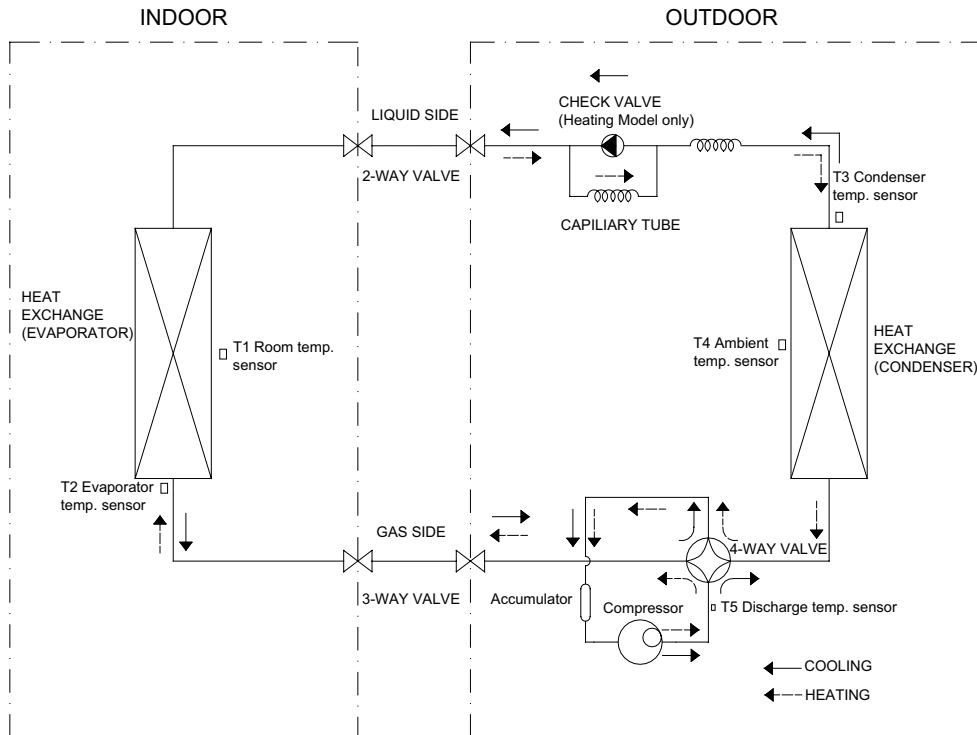 INDOOR
OUTDOOR
LIQUID SIDE
2-WAY VALVE
CHECK VALVE
(Heating Model only)
CAPILIARY TUBE
T3 Condenser
temp. sensor
HEAT
EXCHANGE
(EVAPORATOR)
T1 Room temp.
sensor
T4 Ambient
temp. sensor
HEAT
EXCHANGE
(CONDENSER)
T2 Evaporator
temp. sensor
GAS SIDE
3-WAY VALVE
4-WAY VALVE
Accumulator
Compressor
T5 Discharge temp. sensor
COOLING
HEATING